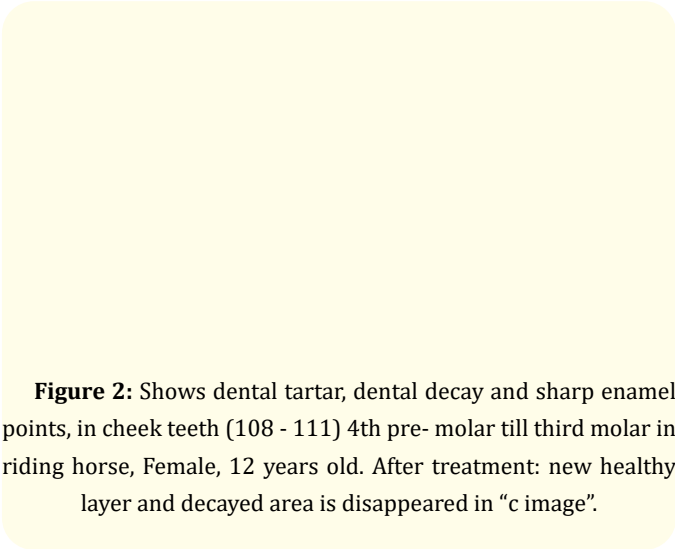 Figure 2: Shows dental tartar, dental decay and sharp enamel
points, in cheek teeth (108 - 111) 4th pre- molar till third molar in
riding horse, Female, 12 years old. After treatment: new healthy
layer and decayed area is disappeared in “c image”.